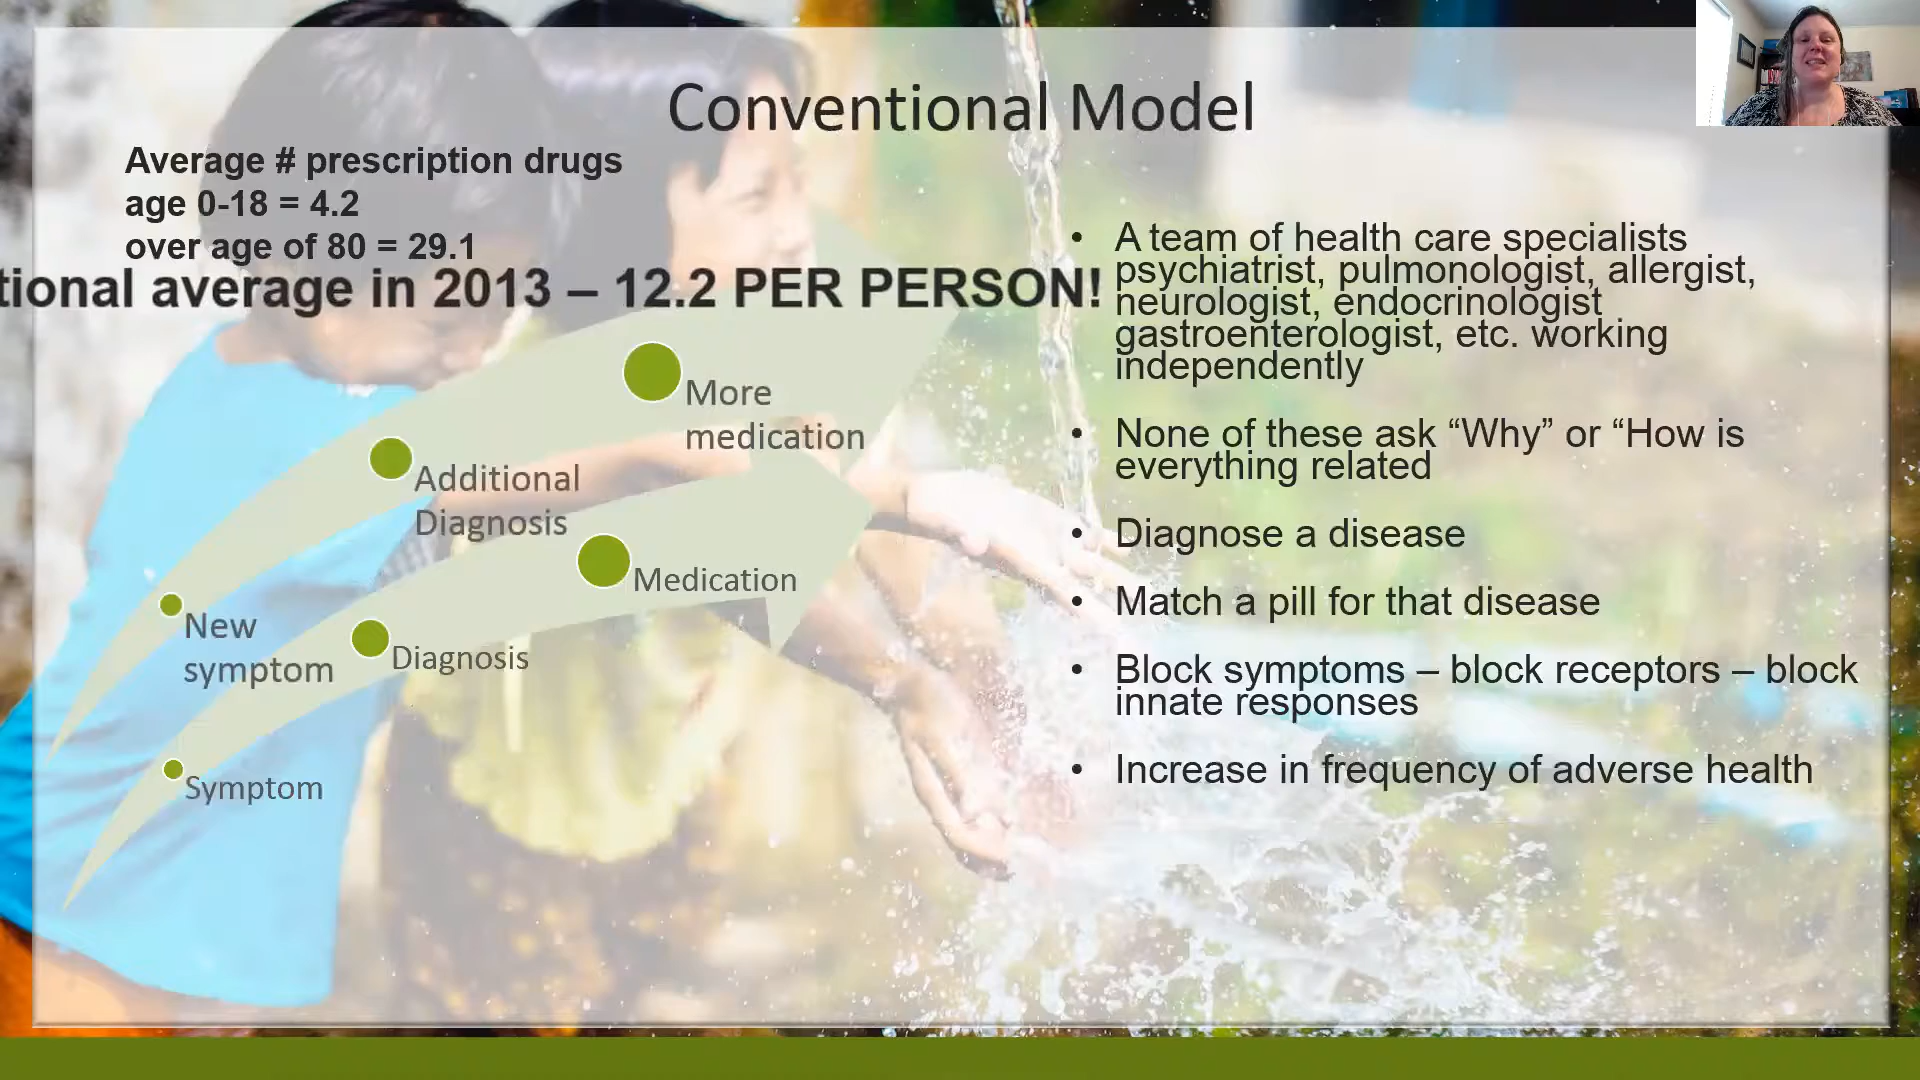 Conventional Model
Average # prescription drugs
age 0-18 = 4.2
over age of 80 = 29.1
tional average in 2013 – 12.2 PER PERSON!
More
medication
Additional
Diagnosis
New
symptom
Medication
Diagnosis
Symptom
• A team of health care specialists
psychiatrist, pulmonologist, allergist,
neurologist, endocrinologist
gastroenterologist, etc. working
independently
• None of these ask “Why” or “How is
everything related
• Diagnose a disease
• Match a pill for that disease
• Block symptoms – block receptors – block
innate responses
• Increase in frequency of adverse health